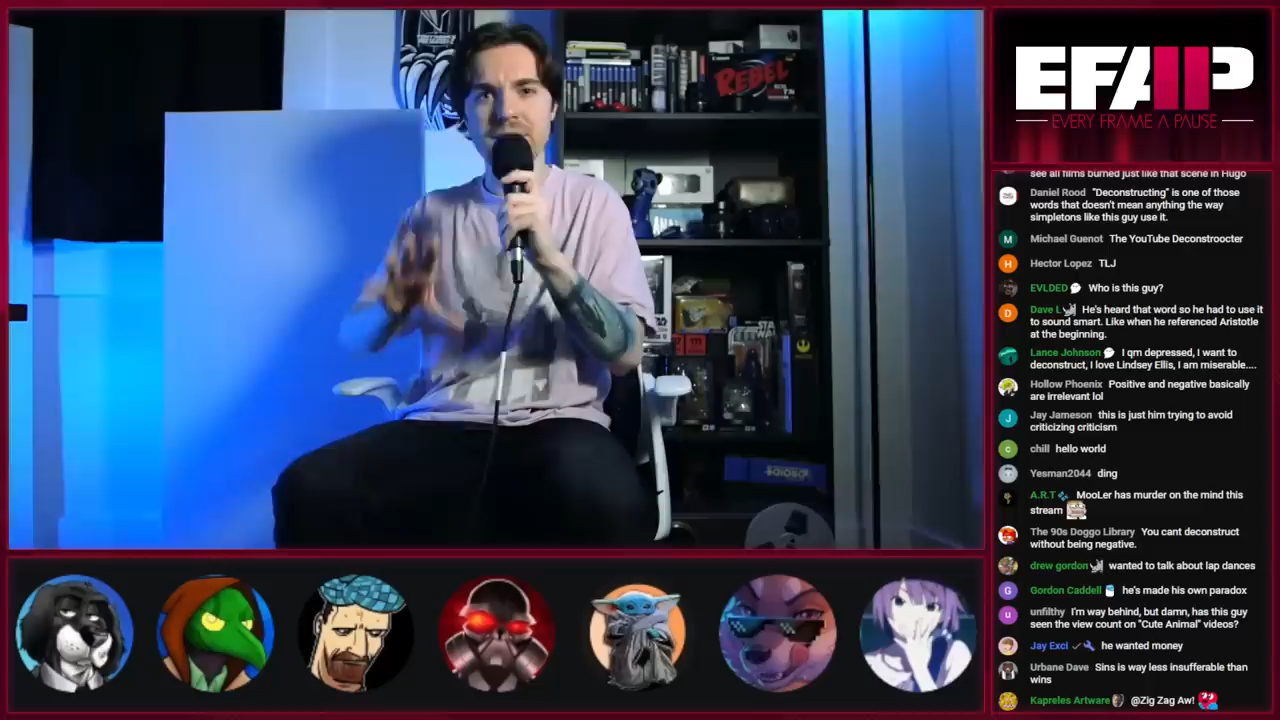 REBEL
Canon
STAR
WARS
EFAP
EVERY FRAME A PAUSE
see all films burned just like that scene in Hugo
Daniel Rood "Deconstructing" is one of those
words that doesn't mean anything the way
simpletons like this guy use it.
M Michael Guenot The YouTube Deconstroocter
H Hector Lopez TLJ
EVLDED Who is this guy?
D Dave L He's heard that word so he had to use it
to sound smart. Like when he referenced Aristotle
at the beginning.
Lance Johnson I qm depressed, I want to
deconstruct, I love Lindsey Ellis, I am miserable....
Hollow Phoenix Positive and negative basically
are irrelevant lol
J Jay Jameson this is just him trying to avoid
criticizing criticism
c chill hello world
Yesman2044 ding
A.R.T MooLer has murder on the mind this
stream
The 90s Doggo Library You cant deconstruct
without being negative.
drew gordon wanted to talk about lap dances
G Gordon Caddell he's made his own paradox
u unfilthy I'm way behind, but damn, has this guy
seen the view count on "Cute Animal" videos?
Jay Exci he wanted money
Urbane Dave Sins is way less insufferable than
wins
Kapreles Artware @Zig Zag Aw!